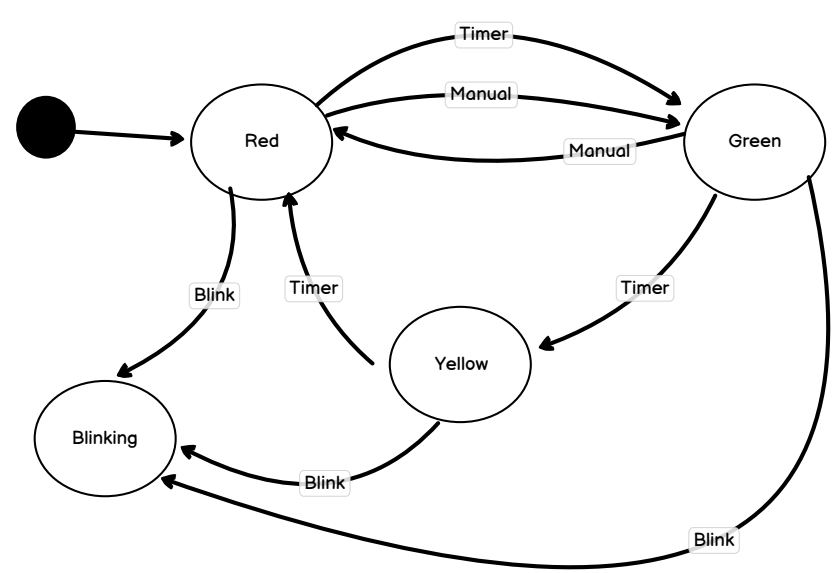 Timer
Manual
Red
Green
Manual
Blink
Timer
Timer
Yellow
Blinking
Blink
Blink